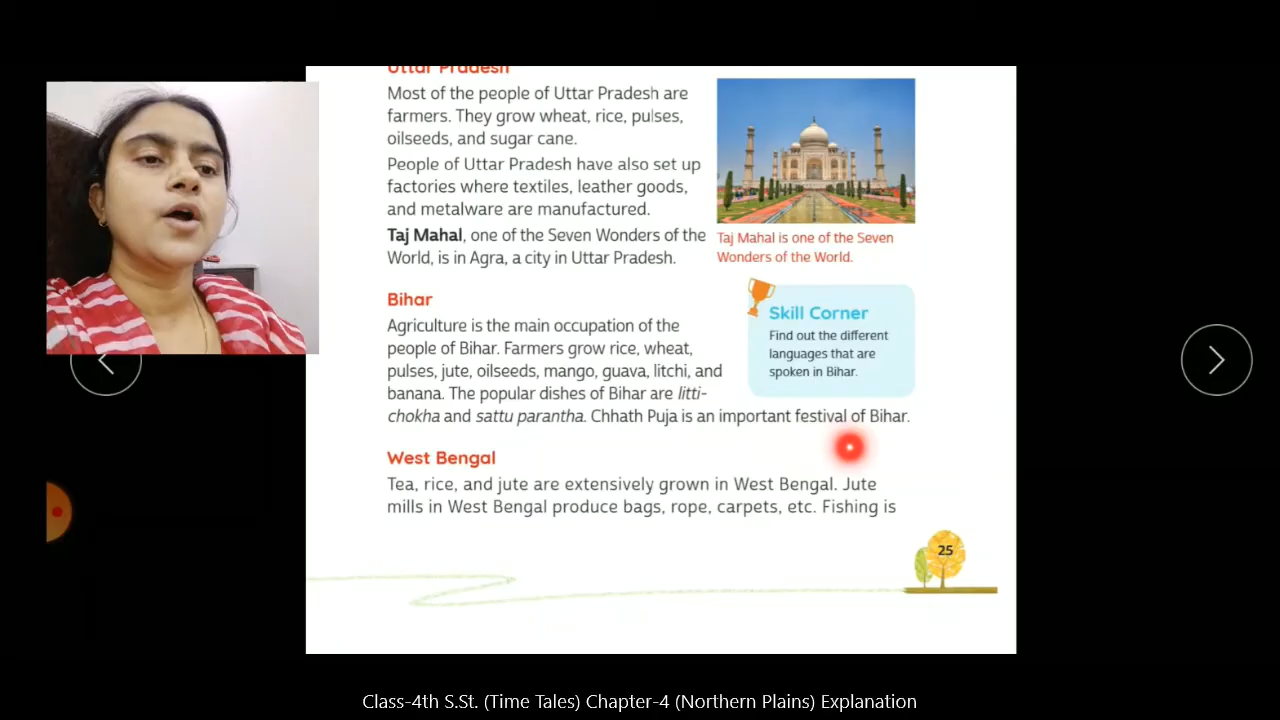 Uttar Pradesh
Most of the people of Uttar Pradesh are
farmers. They grow wheat, rice, pulses,
oilseeds, and sugar cane.
People of Uttar Pradesh have also set up
factories where textiles, leather goods,
and metalware are manufactured.
Taj Mahal, one of the Seven Wonders of the
World, is in Agra, a city in Uttar Pradesh.
Taj Mahal is one of the Seven
Wonders of the World.
Bihar
Agriculture is the main occupation of the
people of Bihar. Farmers grow rice, wheat,
pulses, jute, oilseeds, mango, guava, litchi, and
banana. The popular dishes of Bihar are litti-
chokha and sattu parantha. Chhath Puja is an important festival of Bihar.
Skill Corner
Find out the different
languages that are
spoken in Bihar.
West Bengal
Tea, rice, and jute are extensively grown in West Bengal. Jute
mills in West Bengal produce bags, rope, carpets, etc. Fishing is
25
Class-4th S.St. (Time Tales) Chapter-4 (Northern Plains) Explanation